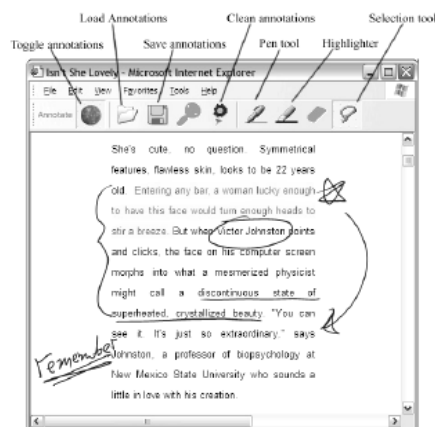 Load Annotations Clean annotations Selection tool
Toggle annotations Save annotations Pen tool Highlighter
Isn't She Lovely - Microsoft Internet Explorer
File Edit View Favorites Tools Help
Annotate
She's cute, no question. Symmetrical
features, flawless skin, looks to be 22 years
old. Entering any bar, a woman lucky enough
to have this face would turn enough heads to
stir a breeze. But when Victor Johnston points
and clicks, the face on his computer screen
morphs into what a mesmerized physicist
might call a discontinuous state of
superheated, crystallized beauty. "You can
see it. It's just so extraordinary," says
remember
Johnston, a professor of biopsychology at
New Mexico State University who sounds a
little in love with his creation.